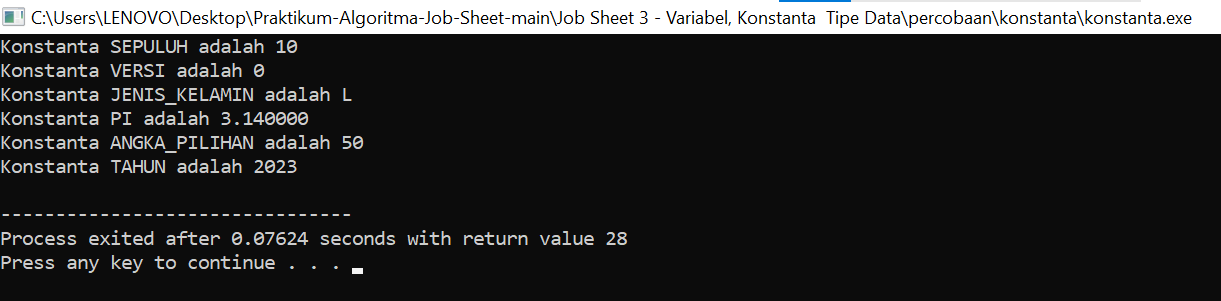 C:\Users\LENOVO\Desktop\Praktikum-Algoritma-Job-Sheet-main\Job Sheet 3 - Variabel, Konstanta  Tipe Data\percobaan\konstanta\konstanta.exe
Konstanta SEPULUH adalah 10
Konstanta VERSI adalah 0
Konstanta JENIS_KELAMIN adalah L
Konstanta PI adalah 3.140000
Konstanta ANGKA_PILIHAN adalah 50
Konstanta TAHUN adalah 2023
--------------------------------
Process exited after 0.07624 seconds with return value 28
Press any key to continue . . .